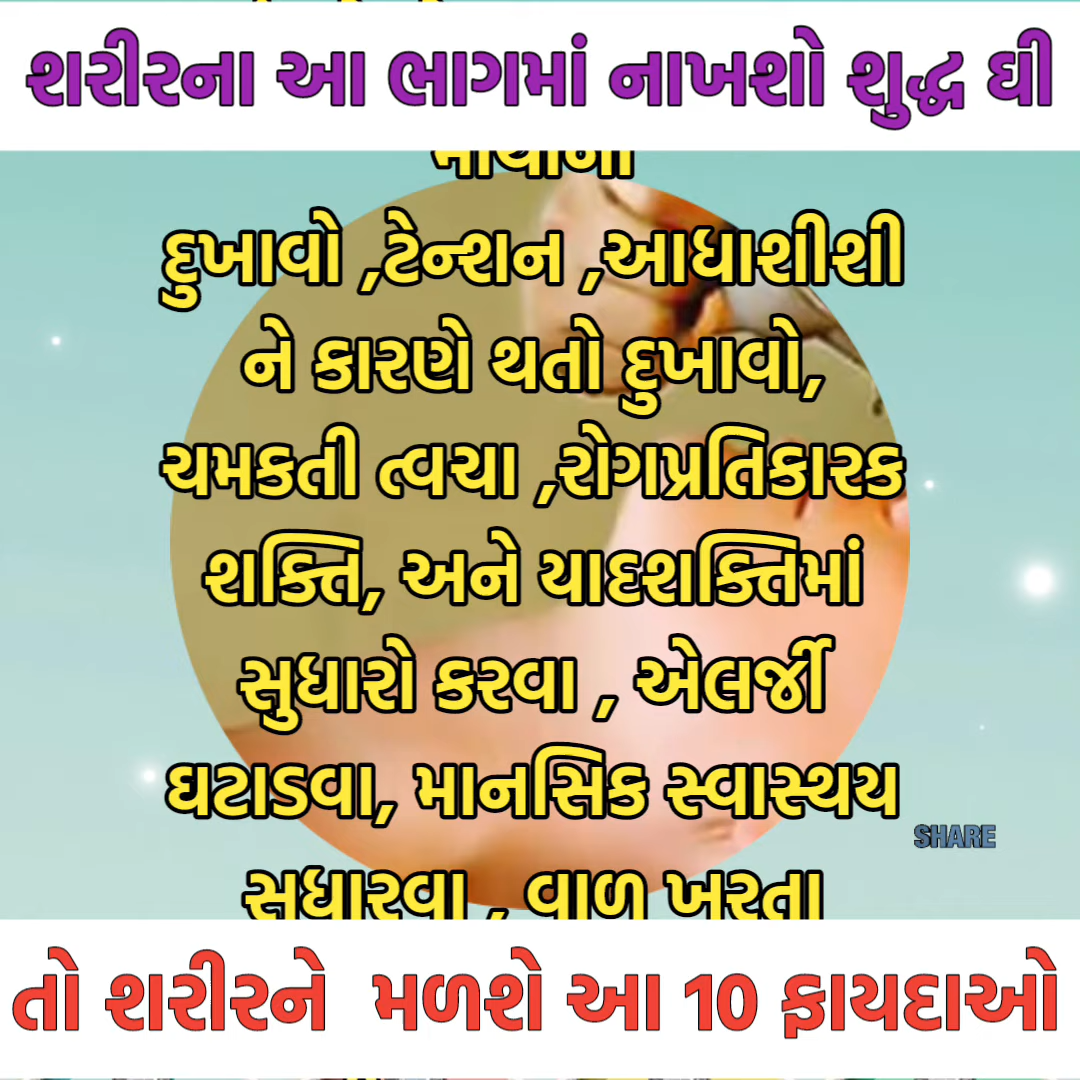 શરીરના આ ભાગમાં નાખશો શુદ્ધ ઘી
માથાના
દુખાવો ,ટેન્શન ,આધાશીશી
ને કારણે થતો દુખાવો,
ચમકતી ત્વચા ,રોગપ્રતિકારક
શક્તિ, અને યાદશક્તિમાં
સુધારો કરવા , એલર્જી
ઘટાડવા, માનસિક સ્વાસ્થય
SHARE
સુધારવા , વાળ ખરતા
તો શરીરને મળશે આ 10 ફાયદાઓ